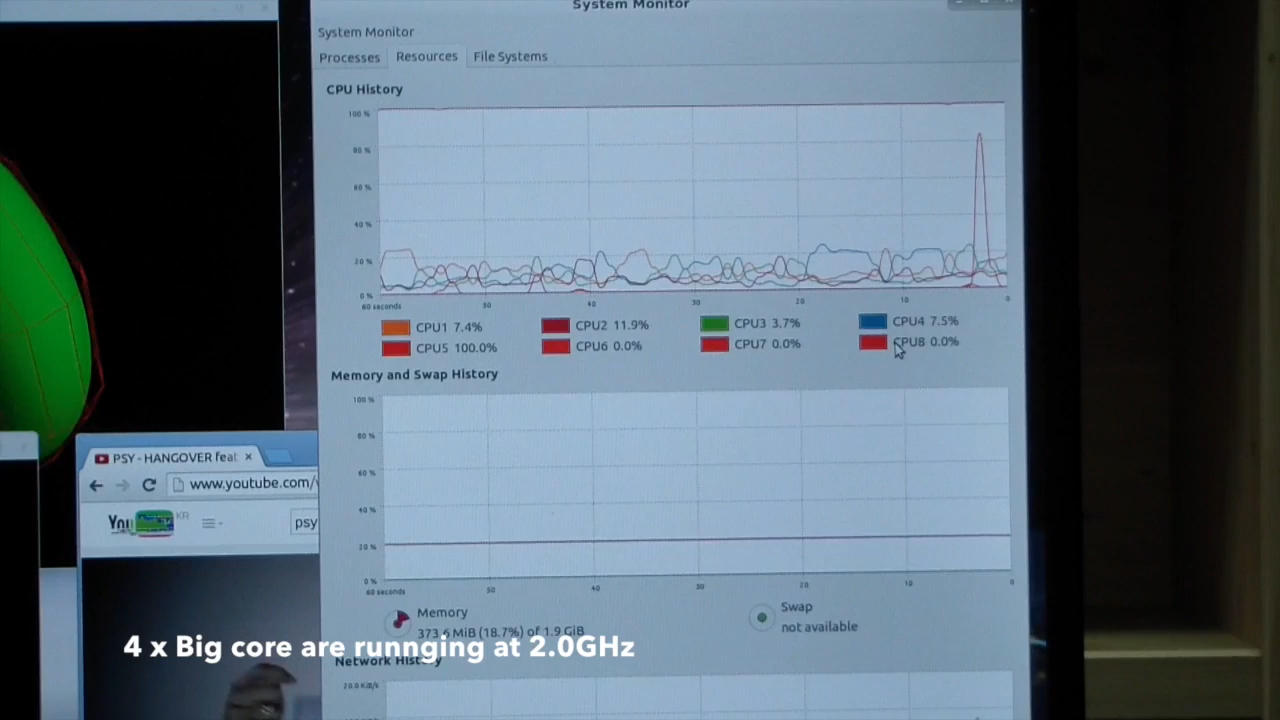 System Monitor
System Monitor
Processes Resources File Systems
CPU History
100 %
80 %
60 %
40 %
20 %
0 %
60 seconds 50 40 30 20 10 0
CPU1 7.4% CPU2 11.9% CPU3 3.7% CPU4 7.5%
CPU5 100.0% CPU6 0.0% CPU7 0.0% CPU8 0.0%
Memory and Swap History
100 %
80 %
60 %
40 %
20 %
0 %
60 seconds 50 40 30 20 10 0
Memory
373.6 MiB (18.7%) of 1.9 GiB
Swap
not available
Network History
20.0 KiB/s
PSY - HANGOVER feat
www.youtube.com/
You KR
psy
4 x Big core are runnging at 2.0GHz